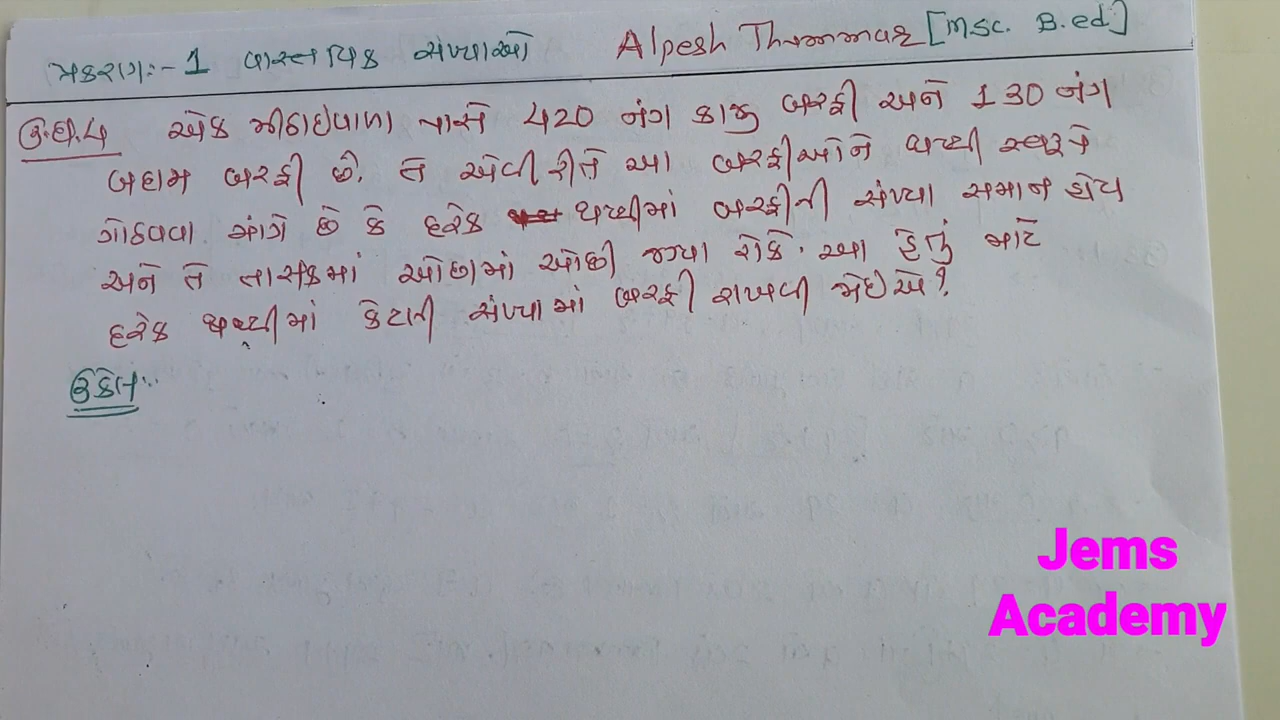 પ્રકરણ:- 1 વાસ્તવિક સંખ્યાઓ Alpesh Thummar [Msc. B.ed]
ઉ.દા.4 એક મીઠાઇવાળા પાસે 420 નંગ કાજુ બરફી અને 130 નંગ
બદામ બરફી છે. તે એવી રીતે આ બરફીઓને થપ્પી સ્વરૂપે
ગોઠવવા માંગે છે કે દરેક થપ્પીમાં બરફીની સંખ્યા સમાન હોય
અને તે તાસકમાં ઓછામાં ઓછી જગ્યા રોકે. આ હેતું માટે
દરેક થપ્પીમાં કેટલી સંખ્યામાં બરફી રાખવી જોઇએ?
ઉકેલ:-
Jems
Academy